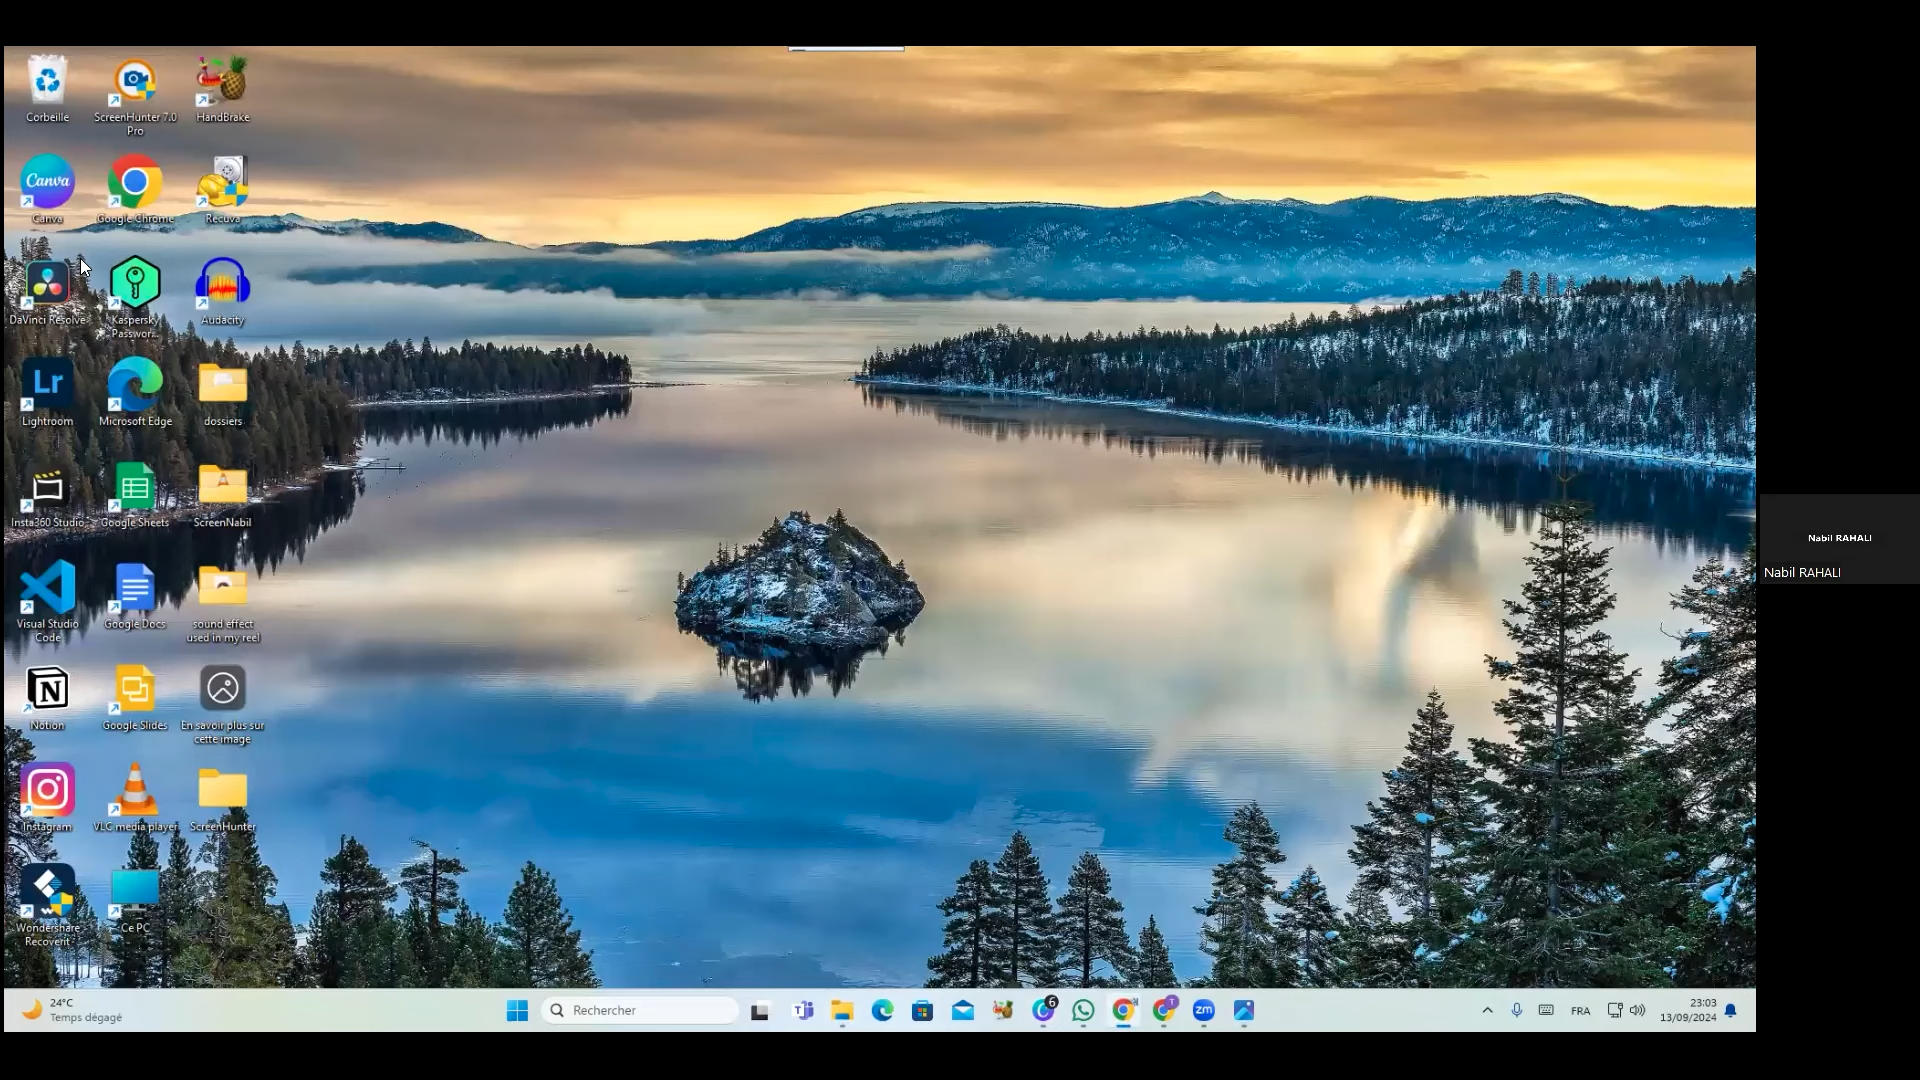 Corbeille
ScreenHunter 7.0
Pro
HandBrake
Canva
Canva
Google Chrome
Recuva
DaVinci Resolve
Kaspersky
Passwor...
Audacity
Lr
Lightroom
Microsoft Edge
dossiers
Insta360 Studio
Google Sheets
ScreenNabil
Visual Studio
Code
Google Docs
sound effect
used in my reel
N
Notion
Google Slides
En savoir plus sur
cette image
Instagram
VLC media player
ScreenHunter
Wondershare
Recoverit
Ce PC
Nabil RAHALI
Nabil RAHALI
24°C
Temps dégagé
Rechercher
6
T
zm
FRA
23:03
13/09/2024